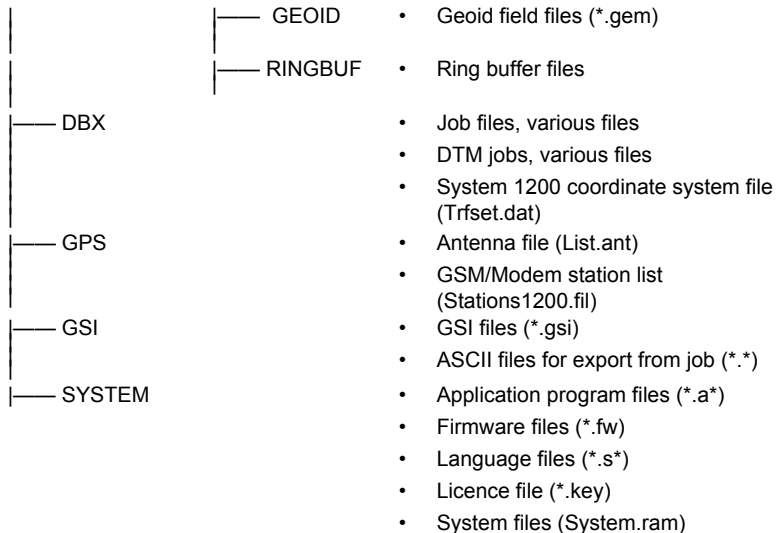 GEOID • Geoid field files (*.gem)
RINGBUF • Ring buffer files
DBX • Job files, various files
• DTM jobs, various files
• System 1200 coordinate system file
(Trfset.dat)
GPS • Antenna file (List.ant)
• GSM/Modem station list
(Stations1200.fil)
GSI • GSI files (*.gsi)
• ASCII files for export from job (*.*)
SYSTEM • Application program files (*.a*)
• Firmware files (*.fw)
• Language files (*.s*)
• Licence file (*.key)
• System files (System.ram)